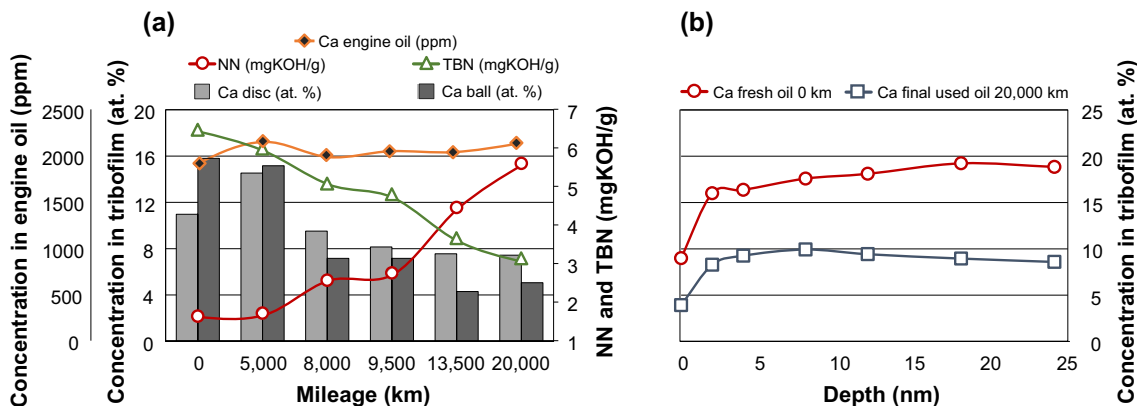 (a)
Ca engine oil (ppm)
NN (mgKOH/g)
TBN (mgKOH/g)
Ca disc (at. %)
Ca ball (at. %)
Concentration in engine oil (ppm)
2500
2000
1500
1000
500
0
Concentration in tribofilm (at. %)
20
16
12
8
4
0
7
6
5
4
3
2
1
NN and TBN (mgKOH/g)
0 5,000 8,000 9,500 13,500 20,000
Mileage (km)
(b)
Ca fresh oil 0 km
Ca final used oil 20,000 km
25
20
15
10
5
0
Concentration in tribofilm (at. %)
0 5 10 15 20 25
Depth (nm)